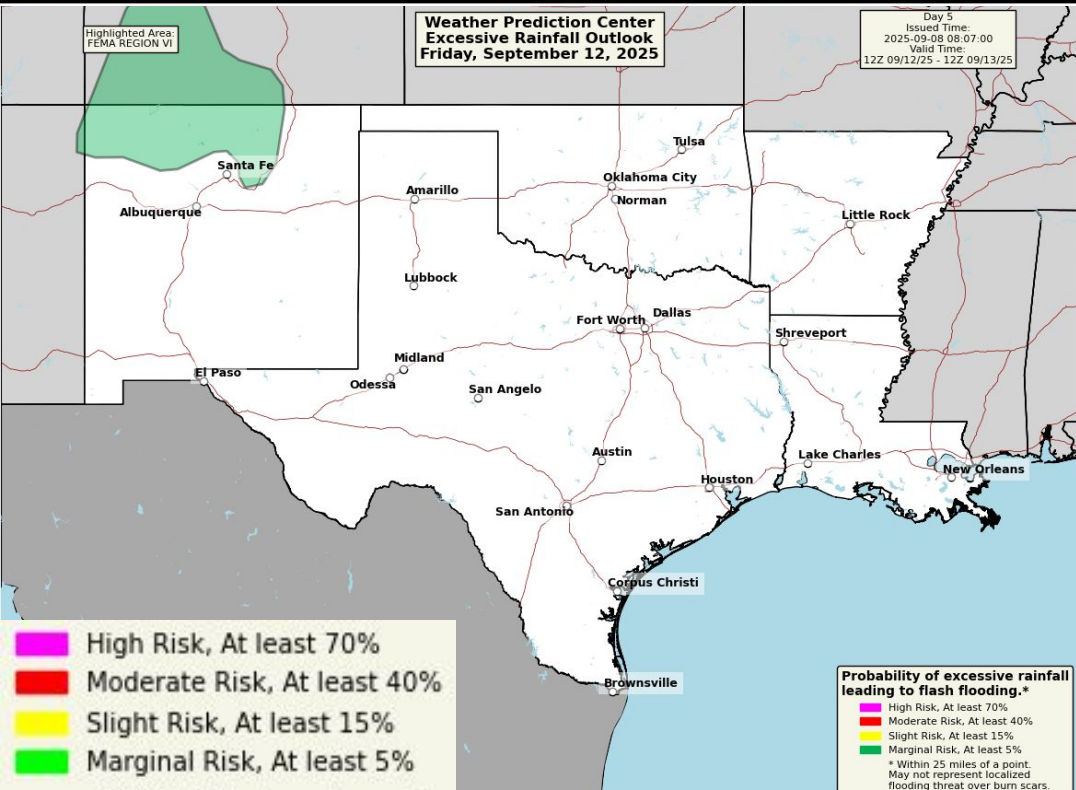 Weather Prediction Center
Excessive Rainfall Outlook
Friday, September 12, 2025
Highlighted Area:
FEMA REGION VI
Day 5
Issued Time:
2025-09-08 08:07:00
Valid Time:
12Z 09/12/25 - 12Z 09/13/25
Tulsa
Santa Fe
Oklahoma City
Amarillo
Norman
Albuquerque
Little Rock
Lubbock
Dallas
Fort Worth
Shreveport
Midland
El Paso
Odessa
San Angelo
Austin
Lake Charles
New Orleans
Houston
San Antonio
Corpus Christi
Brownsville
High Risk, At least 70%
Moderate Risk, At least 40%
Slight Risk, At least 15%
Marginal Risk, At least 5%
Probability of excessive rainfall
leading to flash flooding.*
High Risk, At least 70%
Moderate Risk, At least 40%
Slight Risk, At least 15%
Marginal Risk, At least 5%
* Within 25 miles of a point.
May not represent localized
flooding threat over burn scars.